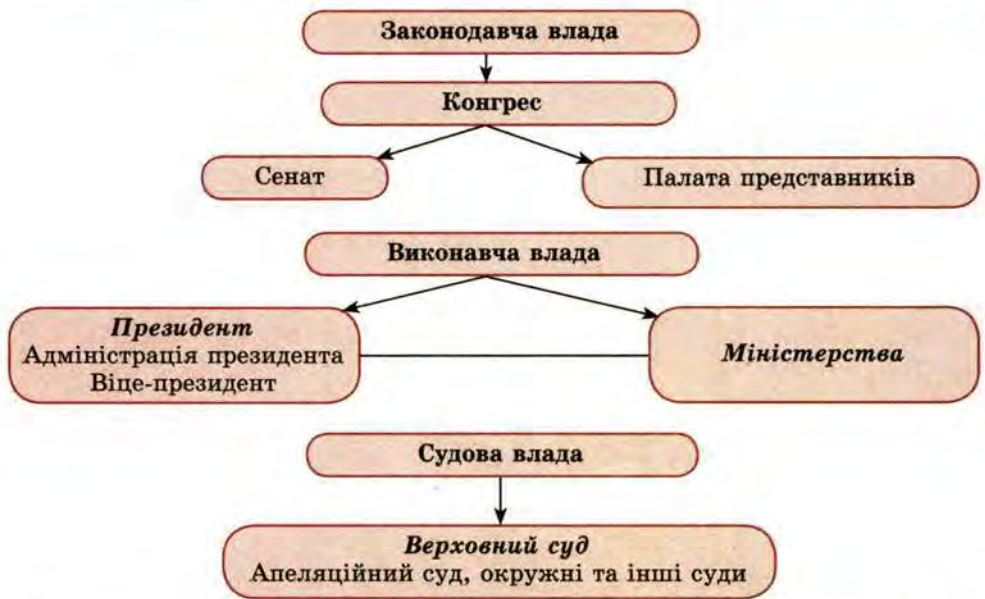 Законодавча влада
Конгрес
Сенат
Палата представників
Виконавча влада
Президент
Адміністрація президента
Віце-президент
Міністерства
Судова влада
Верховний суд
Апеляційний суд, окружні та інші суди